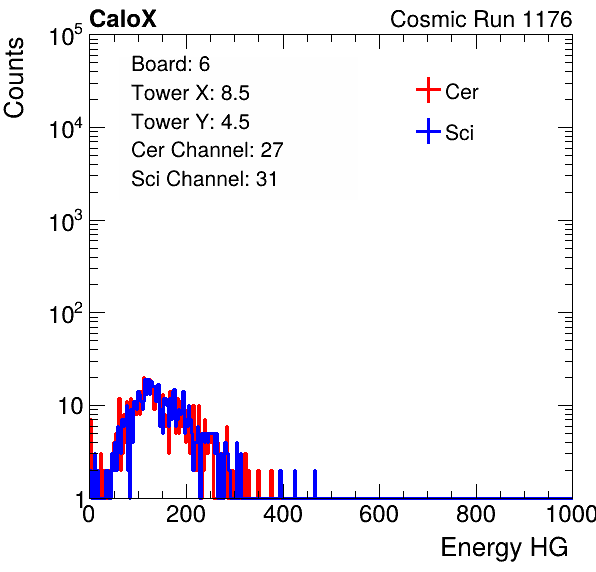 CaloX Cosmic Run 1176
Board: 6
Tower X: 8.5
Tower Y: 4.5
Cer Channel: 27
Sci Channel: 31
Cer
Sci
Counts
10^5
10^4
10^3
10^2
10
1
0 200 400 600 800 1000
Energy HG